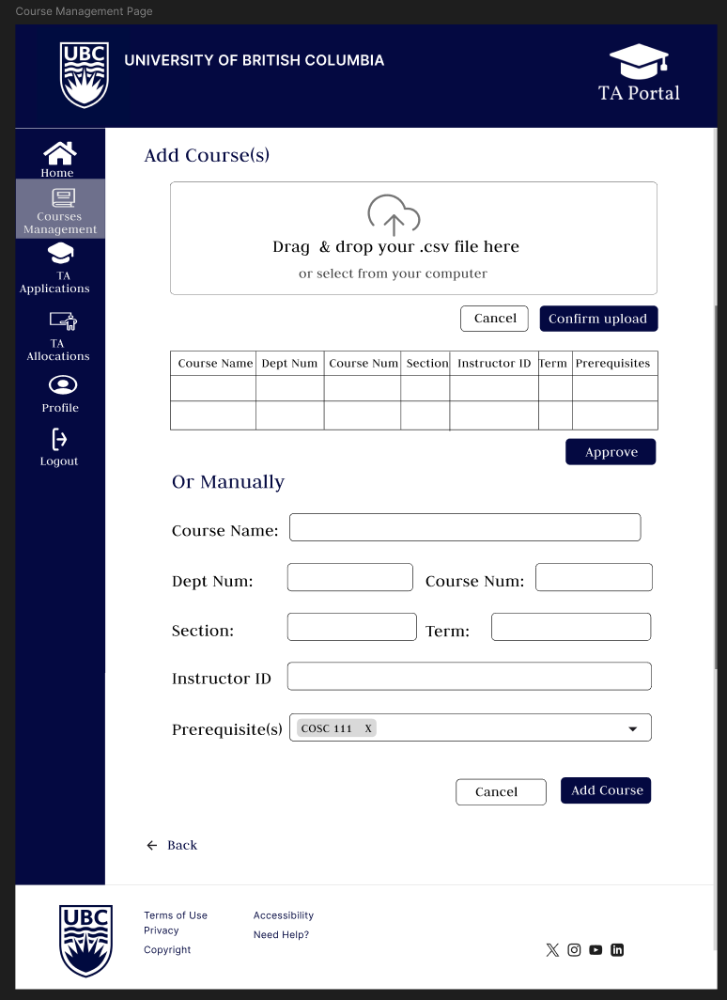 Course Management Page
UBC
UNIVERSITY OF BRITISH COLUMBIA
TA Portal
Home
Courses
Management
TA
Applications
TA
Allocations
Profile
Logout
Add Course(s)
Drag & drop your .csv file here
or select from your computer
Cancel
Confirm upload
Course Name
Dept Num
Course Num
Section
Instructor ID
Term
Prerequisites
Approve
Or Manually
Course Name:
Dept Num:
Course Num:
Section:
Term:
Instructor ID
Prerequisite(s)
COSC 111 X
Cancel
Add Course
Back
UBC
Terms of Use
Privacy
Copyright
Accessibility
Need Help?